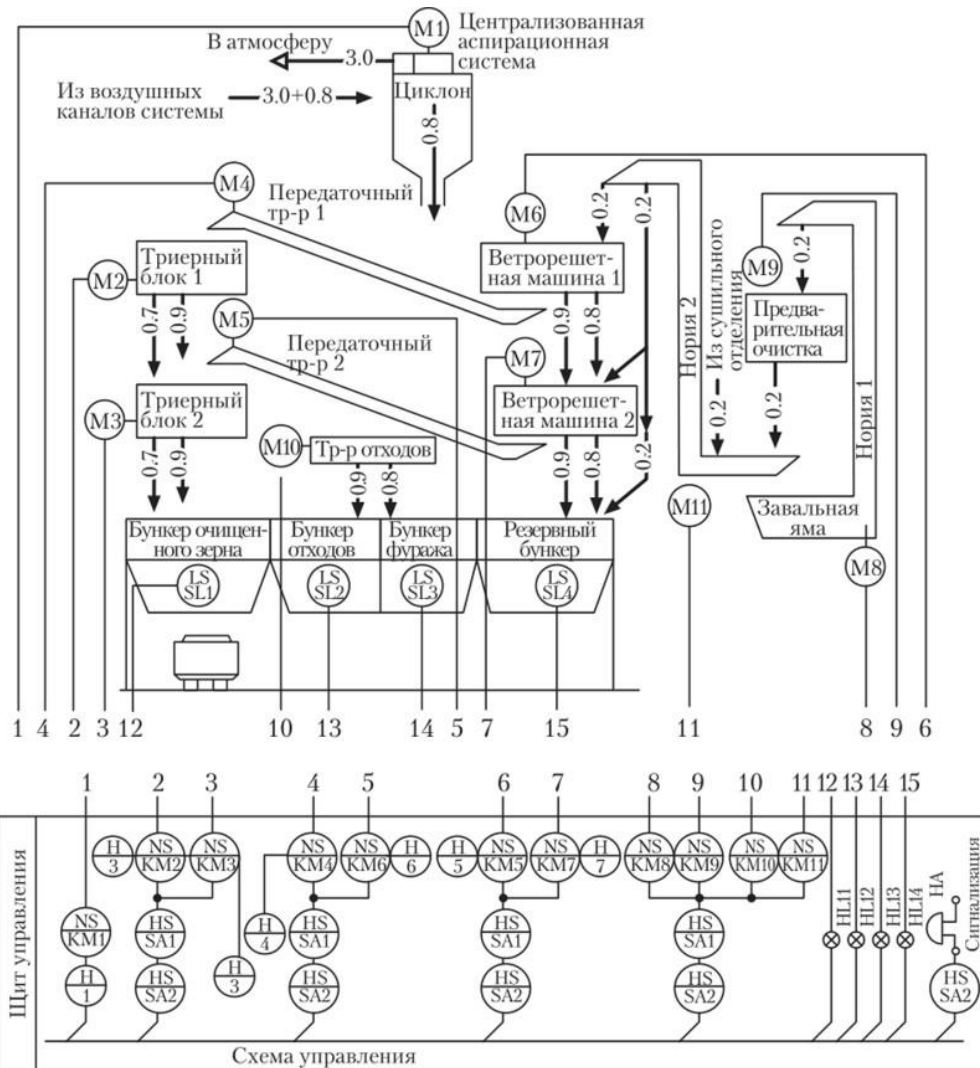 M1
Централизованная
аспирационная
система
В атмосферу
3.0
Из воздушных
каналов системы
3.0+0.8
Циклон
0.8
M4
Передаточный
тр-р 1
M6
0.2
0.2
M9
0.2
Триерный
блок 1
M2
Ветрорешет-
ная машина 1
Нория 2
Из сушильного
отделения
Предва-
рительная
очистка
0.7
0.9
M5
0.9
0.8
Передаточный
тр-р 2
M7
Триерный
блок 2
M3
Ветрорешет-
ная машина 2
0.2
0.2
Нория 1
M10
Тр-р отходов
0.7
0.9
0.9
0.8
0.9
0.8
0.2
M11
Завальная
яма
M8
Бункер очищен-
ного зерна
Бункер
отходов
Бункер
фуража
Резервный
бункер
LS
SL1
LS
SL2
LS
SL3
LS
SL4
1 4 2 3 12 10 13 14 5 7 15 11 8 9 6
1 2 3 4 5 6 7 8 9 10 11 12 13 14 15
Щит управления
H
3
NS
KM2
NS
KM3
NS
KM4
NS
KM6
H
6
H
5
NS
KM5
NS
KM7
H
7
NS
KM8
NS
KM9
NS
KM10
NS
KM11
HL11
HL12
HL13
HL14
HA
Сигнализация
NS
KM1
HS
SA1
H
4
HS
SA1
HS
SA1
HS
SA1
H
1
HS
SA2
H
3
HS
SA2
HS
SA2
HS
SA2
HS
SA2
Схема управления